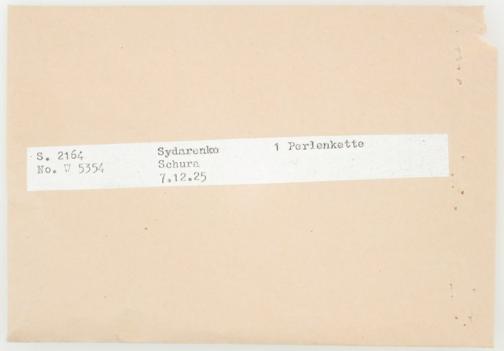 S. 2164 Sydarenko 1 Perlenkette
No. W 5354 Schura
7.12.25